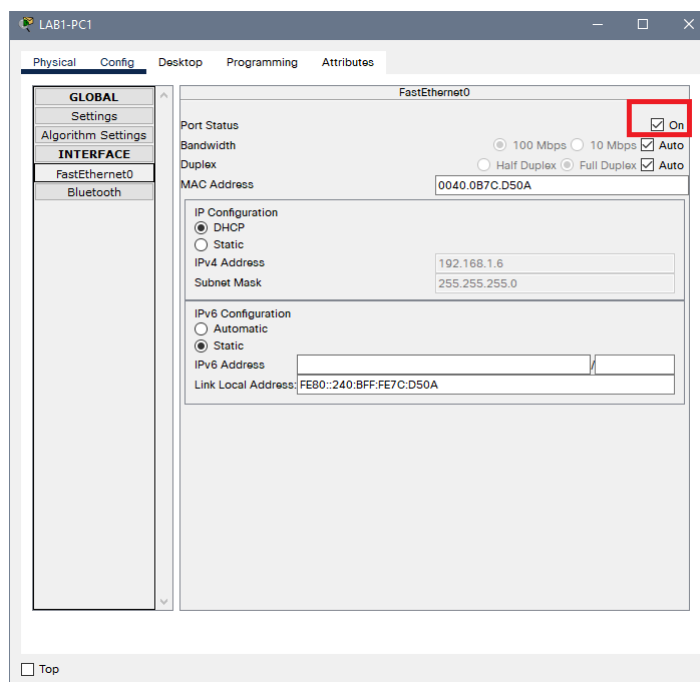 LAB1-PC1
Physical Config Desktop Programming Attributes
GLOBAL
Settings
Algorithm Settings
INTERFACE
FastEthernet0
Bluetooth
FastEthernet0
Port Status On
Bandwidth 100 Mbps 10 Mbps Auto
Duplex Half Duplex Full Duplex Auto
MAC Address 0040.0B7C.D50A
IP Configuration
DHCP
Static
IPv4 Address 192.168.1.6
Subnet Mask 255.255.255.0
IPv6 Configuration
Automatic
Static
IPv6 Address /
Link Local Address: FE80::240:BFF:FE7C:D50A
Top